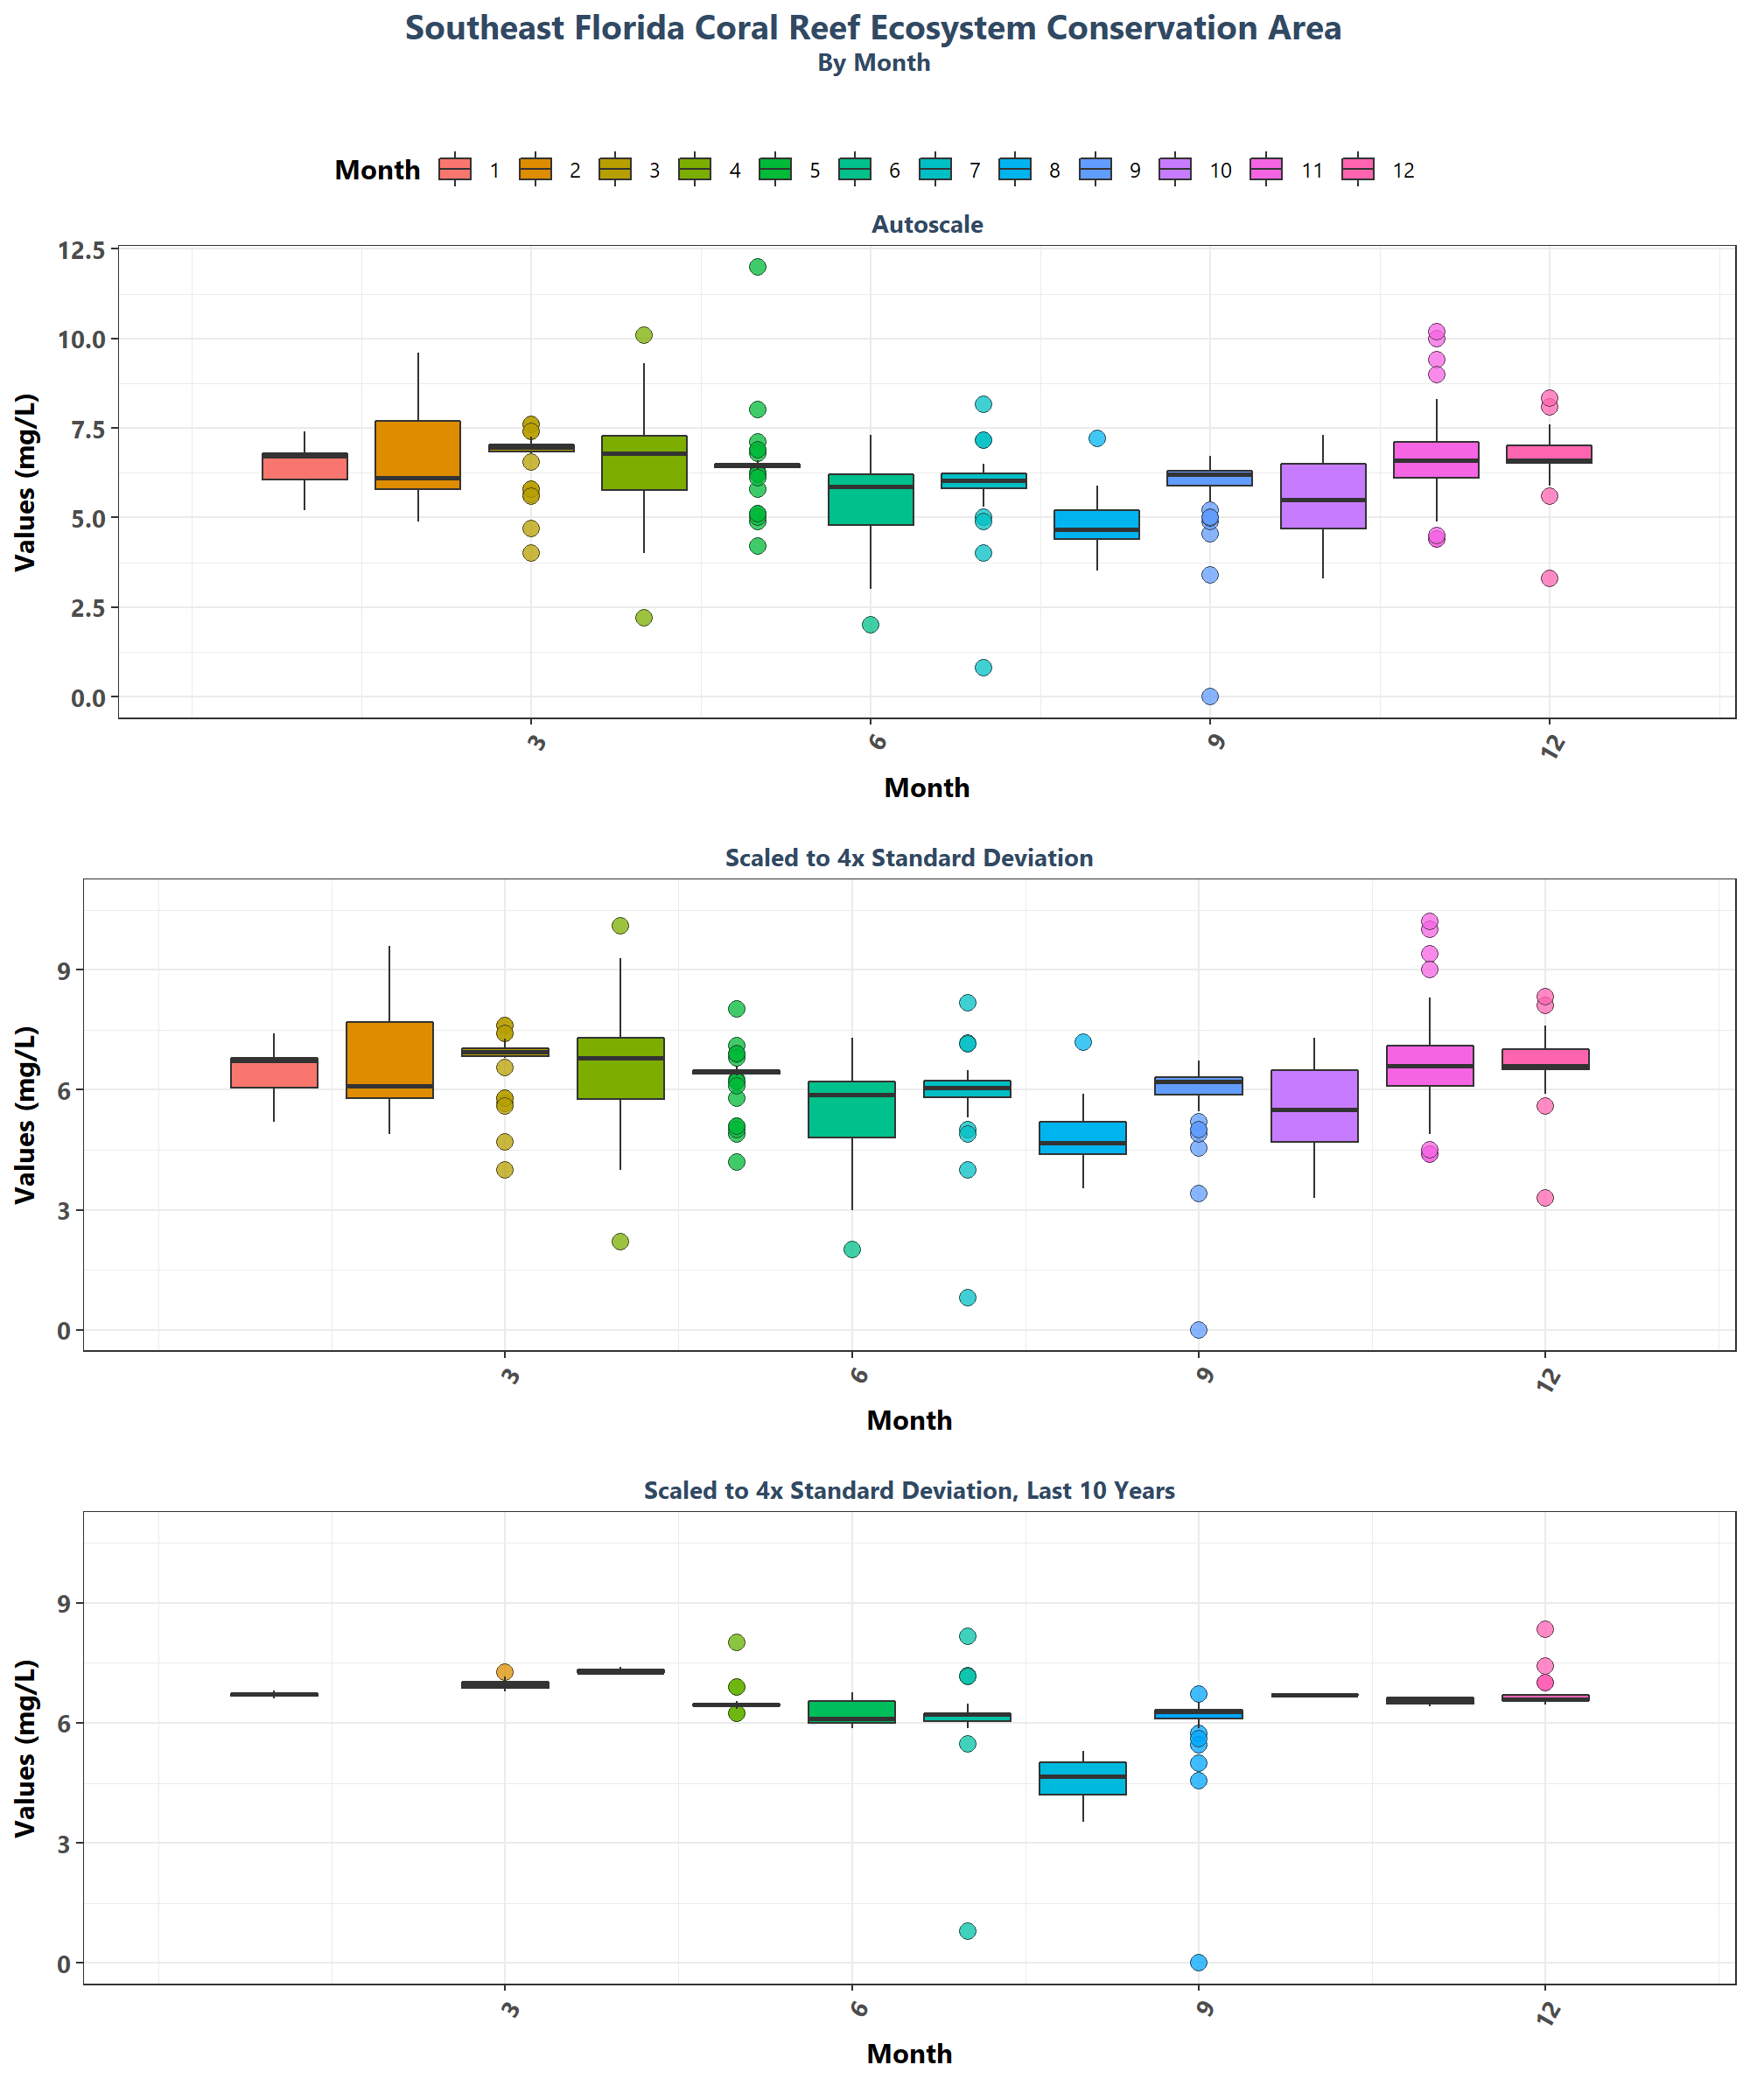 Southeast Florida Coral Reef Ecosystem Conservation Area
By Month
Month 1 2 3 4 5 6 7 8 9 10 11 12
Autoscale
12.5
10.0
7.5
5.0
2.5
0.0
Values (mg/L)
3 6 9 12
Month
Scaled to 4x Standard Deviation
9
6
3
0
Values (mg/L)
3 6 9 12
Month
Scaled to 4x Standard Deviation, Last 10 Years
9
6
3
0
Values (mg/L)
3 6 9 12
Month